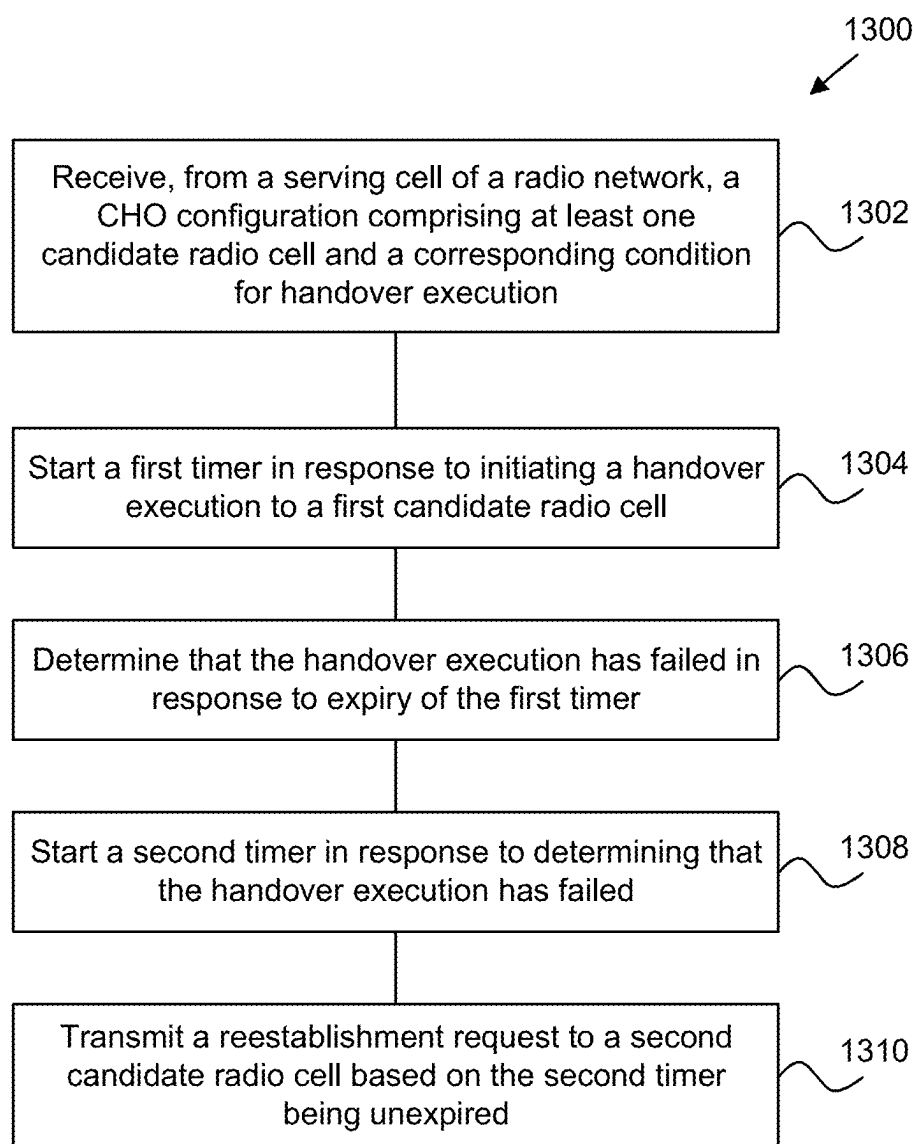 1300
Receive, from a serving cell of a radio network, a
CHO configuration comprising at least one
candidate radio cell and a corresponding condition
for handover execution
1302
Start a first timer in response to initiating a handover
execution to a first candidate radio cell
1304
Determine that the handover execution has failed in
response to expiry of the first timer
1306
Start a second timer in response to determining that
the handover execution has failed
1308
Transmit a reestablishment request to a second
candidate radio cell based on the second timer
being unexpired
1310